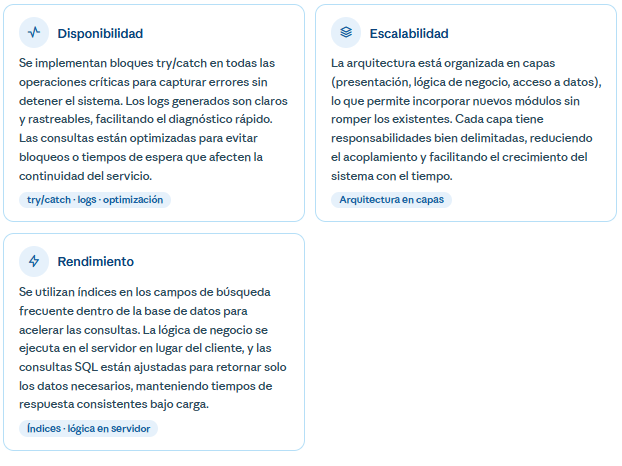 Disponibilidad
Se implementan bloques try/catch en todas las
operaciones críticas para capturar errores sin
detener el sistema. Los logs generados son claros
y rastreables, facilitando el diagnóstico rápido.
Las consultas están optimizadas para evitar
bloqueos o tiempos de espera que afecten la
continuidad del servicio.
try/catch · logs · optimización
Escalabilidad
La arquitectura está organizada en capas
(presentación, lógica de negocio, acceso a datos),
lo que permite incorporar nuevos módulos sin
romper los existentes. Cada capa tiene
responsabilidades bien delimitadas, reduciendo
el acoplamiento y facilitando el crecimiento del
sistema con el tiempo.
Arquitectura en capas
Rendimiento
Se utilizan índices en los campos de búsqueda
frecuente dentro de la base de datos para
acelerar las consultas. La lógica de negocio se
ejecuta en el servidor en lugar del cliente, y las
consultas SQL están ajustadas para retornar solo
los datos necesarios, manteniendo tiempos de
respuesta consistentes bajo carga.
Índices · lógica en servidor